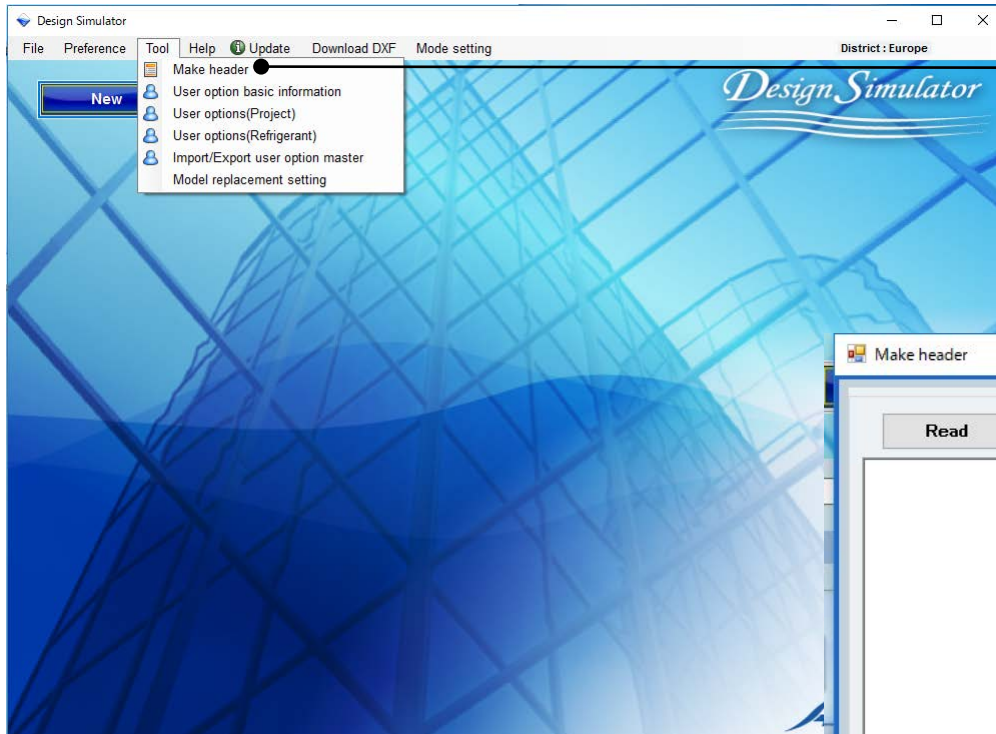 Design Simulator
File Preference Tool Help Update Download DXF Mode setting District : Europe
Make header
User option basic information
User options(Project)
User options(Refrigerant)
Import/Export user option master
Model replacement setting
New
Design Simulator
Make header
Read